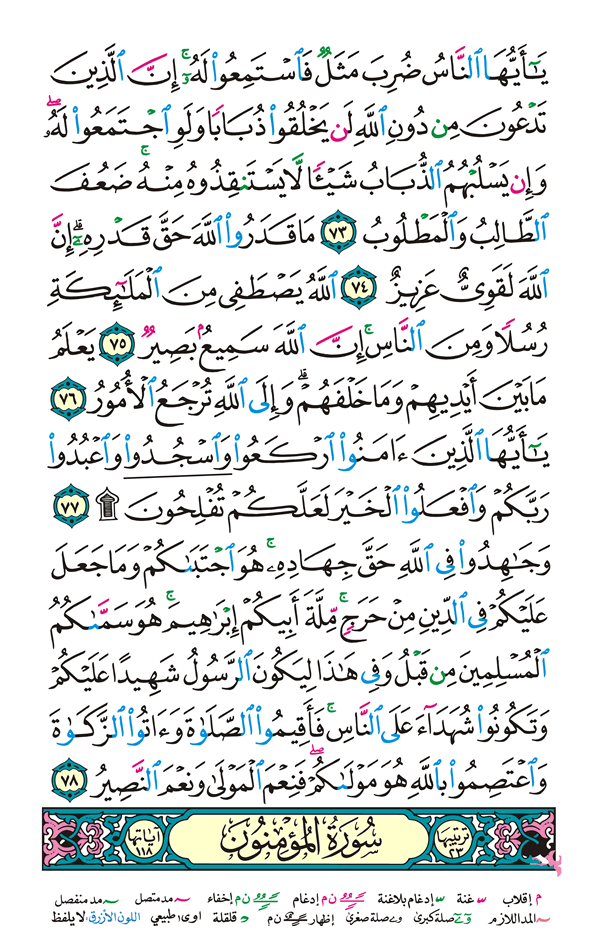 يَٰٓأَيُّهَا ٱلنَّاسُ ضُرِبَ مَثَلٌ فَٱسْتَمِعُوا۟ لَهُۥٓ ۚ إِنَّ ٱلَّذِينَ
تَدْعُونَ مِن دُونِ ٱللَّهِ لَن يَخْلُقُوا۟ ذُبَابًا وَلَوِ ٱجْتَمَعُوا۟ لَهُۥ ۖ
وَإِن يَسْلُبْهُمُ ٱلذُّبَابُ شَيْـًٔا لَّا يَسْتَنقِذُوهُ مِنْهُ ۚ ضَعُفَ
ٱلطَّالِبُ وَٱلْمَطْلُوبُ ٧٣ مَا قَدَرُوا۟ ٱللَّهَ حَقَّ قَدْرِهِۦٓ ۗ إِنَّ
ٱللَّهَ لَقَوِىٌّ عَزِيزٌ ٧٤ ٱللَّهُ يَصْطَفِى مِنَ ٱلْمَلَٰٓئِكَةِ
رُسُلًا وَمِنَ ٱلنَّاسِ ۚ إِنَّ ٱللَّهَ سَمِيعٌۢ بَصِيرٌ ٧٥ يَعْلَمُ
مَا بَيْنَ أَيْدِيهِمْ وَمَا خَلْفَهُمْ ۗ وَإِلَى ٱللَّهِ تُرْجَعُ ٱلْأُمُورُ ٧٦
يَٰٓأَيُّهَا ٱلَّذِينَ ءَامَنُوا۟ ٱرْكَعُوا۟ وَٱسْجُدُوا۟ وَٱعْبُدُوا۟
رَبَّكُمْ وَٱفْعَلُوا۟ ٱلْخَيْرَ لَعَلَّكُمْ تُفْلِحُونَ ۩ ٧٧
وَجَٰهِدُوا۟ فِى ٱللَّهِ حَقَّ جِهَادِهِۦ ۚ هُوَ ٱجْتَبَىٰكُمْ وَمَا جَعَلَ
عَلَيْكُمْ فِى ٱلدِّينِ مِنْ حَرَجٍ ۚ مِّلَّةَ أَبِيكُمْ إِبْرَٰهِيمَ ۚ هُوَ سَمَّىٰكُمُ
ٱلْمُسْلِمِينَ مِن قَبْلُ وَفِى هَٰذَا لِيَكُونَ ٱلرَّسُولُ شَهِيدًا عَلَيْكُمْ
وَتَكُونُوا۟ شُهَدَآءَ عَلَى ٱلنَّاسِ ۚ فَأَقِيمُوا۟ ٱلصَّلَوٰةَ وَءَاتُوا۟ ٱلزَّكَوٰةَ
وَٱعْتَصِمُوا۟ بِٱللَّهِ هُوَ مَوْلَىٰكُمْ ۖ فَنِعْمَ ٱلْمَوْلَىٰ وَنِعْمَ ٱلنَّصِيرُ ٧٨
ترتيبها ٢٣ سُورَةُ المُؤْمِنُون آياتها ١١٨
م إقلاب س غنة س إدغام بلاغنة ن م إدغام ن م إخفاء مد متصل مد منفصل
المد اللازم صلة كبرى صلة صغرى إظهار ن م د قلقلة اوى: طبيعي اللون الأزرق: لا يلفظ